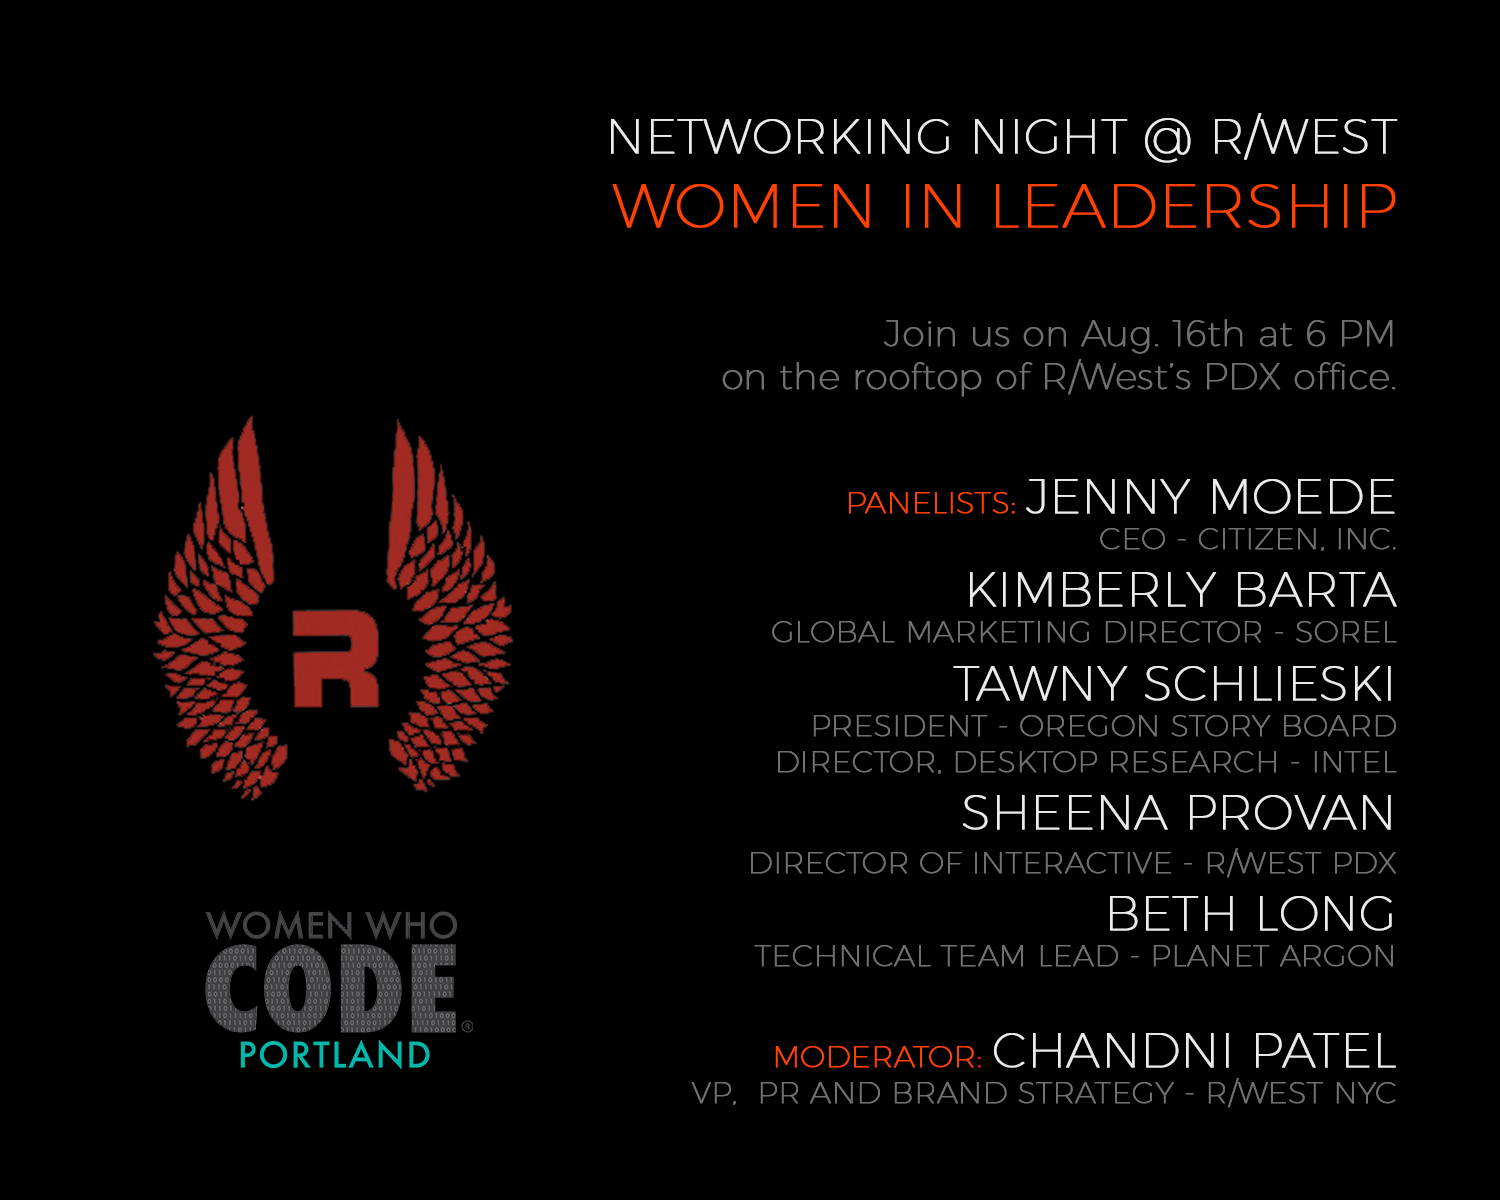 NETWORKING NIGHT @ R/WEST
WOMEN IN LEADERSHIP
Join us on Aug. 16th at 6 PM
on the rooftop of R/West's PDX office.
PANELISTS: JENNY MOEDE
CEO - CITIZEN, INC.
KIMBERLY BARTA
GLOBAL MARKETING DIRECTOR - SOREL
TAWNY SCHLIESKI
PRESIDENT - OREGON STORY BOARD
DIRECTOR, DESKTOP RESEARCH - INTEL
SHEENA PROVAN
DIRECTOR OF INTERACTIVE - R/WEST PDX
BETH LONG
TECHNICAL TEAM LEAD - PLANET ARGON
MODERATOR: CHANDNI PATEL
VP, PR AND BRAND STRATEGY - R/WEST NYC
R
WOMEN WHO
CODE®
PORTLAND